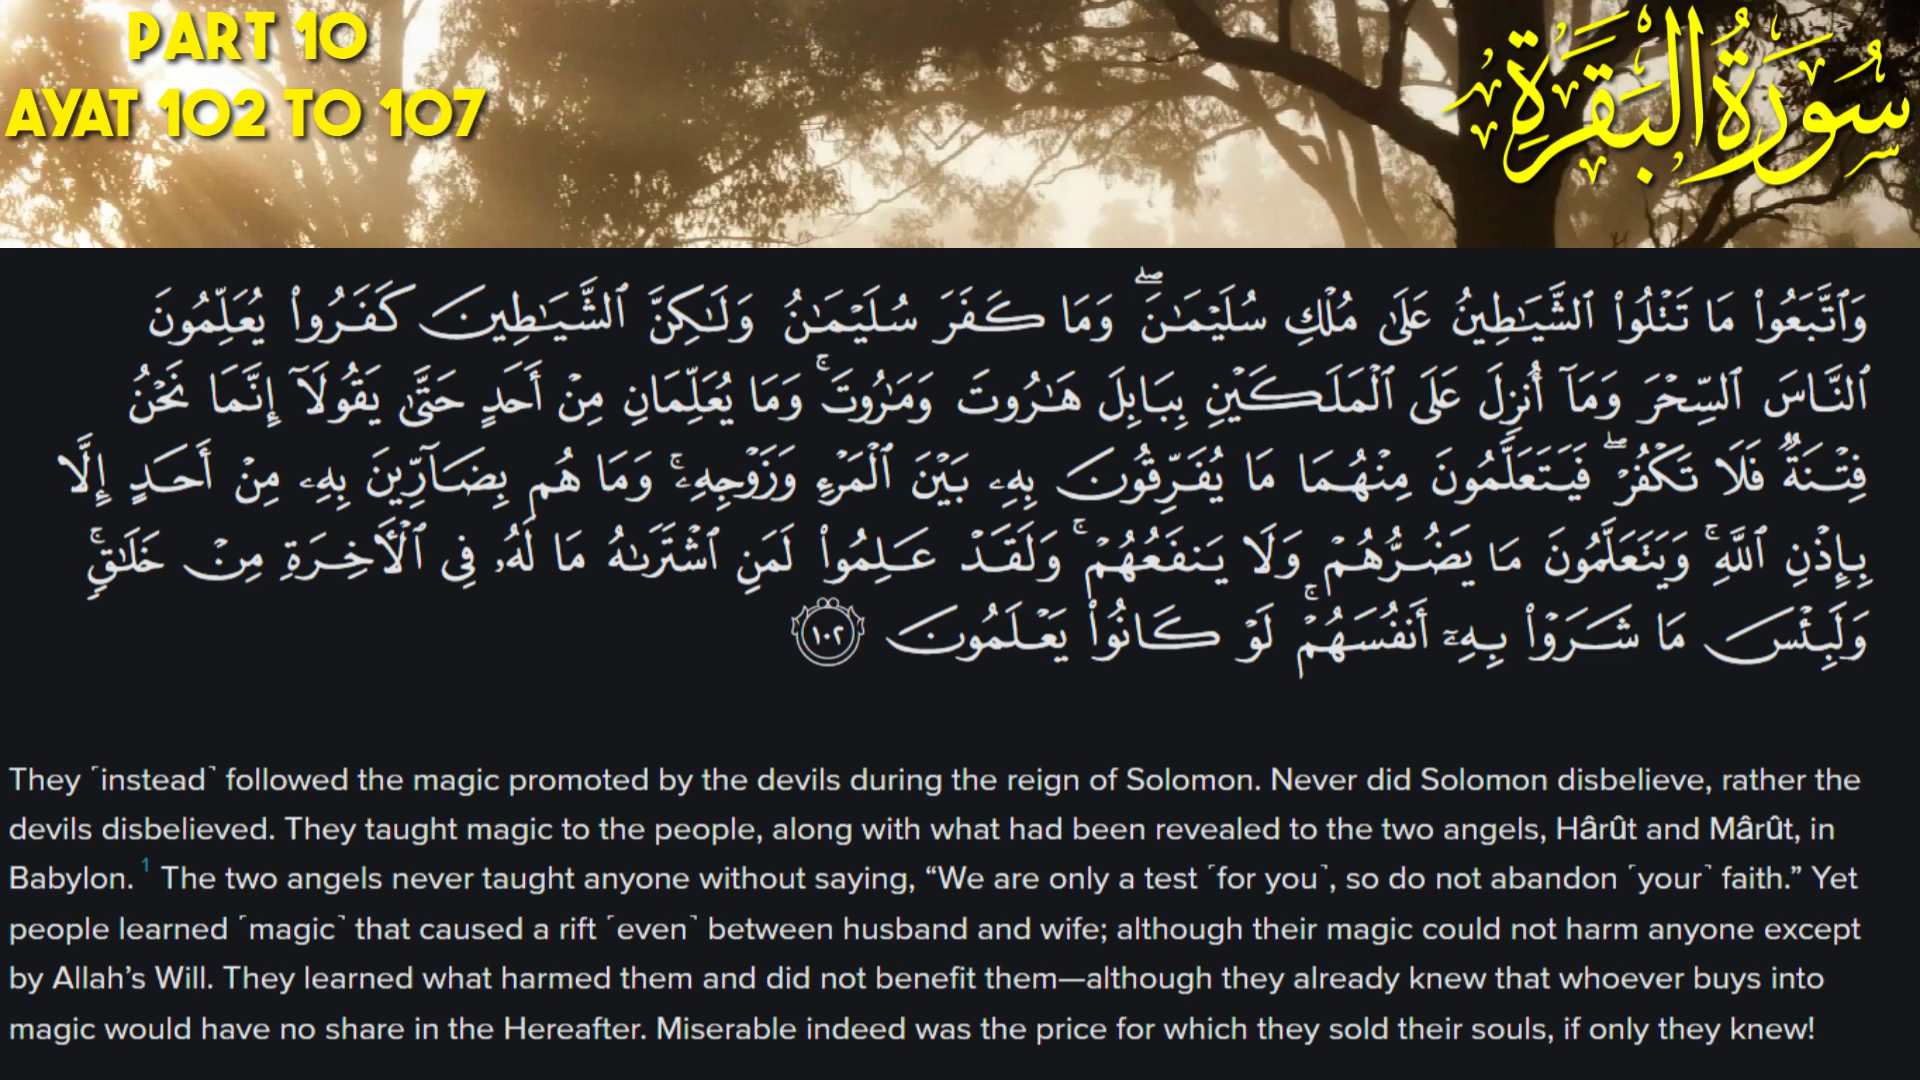 PART 10
AYAT 102 TO 107
سُورَةُ البَقَرَةِ
وَٱتَّبَعُوا۟ مَا تَتْلُوا۟ ٱلشَّيَـٰطِينُ عَلَىٰ مُلْكِ سُلَيْمَـٰنَ ۖ وَمَا كَفَرَ سُلَيْمَـٰنُ وَلَـٰكِنَّ ٱلشَّيَـٰطِينَ كَفَرُوا۟ يُعَلِّمُونَ
ٱلنَّاسَ ٱلسِّحْرَ وَمَآ أُنزِلَ عَلَى ٱلْمَلَكَيْنِ بِبَابِلَ هَـٰرُوتَ وَمَـٰرُوتَ ۚ وَمَا يُعَلِّمَانِ مِنْ أَحَدٍ حَتَّىٰ يَقُولَآ إِنَّمَا نَحْنُ
فِتْنَةٌ فَلَا تَكْفُرْ ۖ فَيَتَعَلَّمُونَ مِنْهُمَا مَا يُفَرِّقُونَ بِهِۦ بَيْنَ ٱلْمَرْءِ وَزَوْجِهِۦ ۚ وَمَا هُم بِضَآرِّينَ بِهِۦ مِنْ أَحَدٍ إِلَّا
بِإِذْنِ ٱللَّهِ ۚ وَيَتَعَلَّمُونَ مَا يَضُرُّهُمْ وَلَا يَنفَعُهُمْ ۚ وَلَقَدْ عَلِمُوا۟ لَمَنِ ٱشْتَرَىٰهُ مَا لَهُۥ فِى ٱلْـَٔاخِرَةِ مِنْ خَلَـٰقٍ ۚ
وَلَبِئْسَ مَا شَرَوْا۟ بِهِۦٓ أَنفُسَهُمْ ۚ لَوْ كَانُوا۟ يَعْلَمُونَ ١٠٢
They ˹instead˺ followed the magic promoted by the devils during the reign of Solomon. Never did Solomon disbelieve, rather the
devils disbelieved. They taught magic to the people, along with what had been revealed to the two angels, Hârût and Mârût, in
Babylon. 1 The two angels never taught anyone without saying, “We are only a test ˹for you˺, so do not abandon ˹your˺ faith.” Yet
people learned ˹magic˺ that caused a rift ˹even˺ between husband and wife; although their magic could not harm anyone except
by Allah’s Will. They learned what harmed them and did not benefit them—although they already knew that whoever buys into
magic would have no share in the Hereafter. Miserable indeed was the price for which they sold their souls, if only they knew!